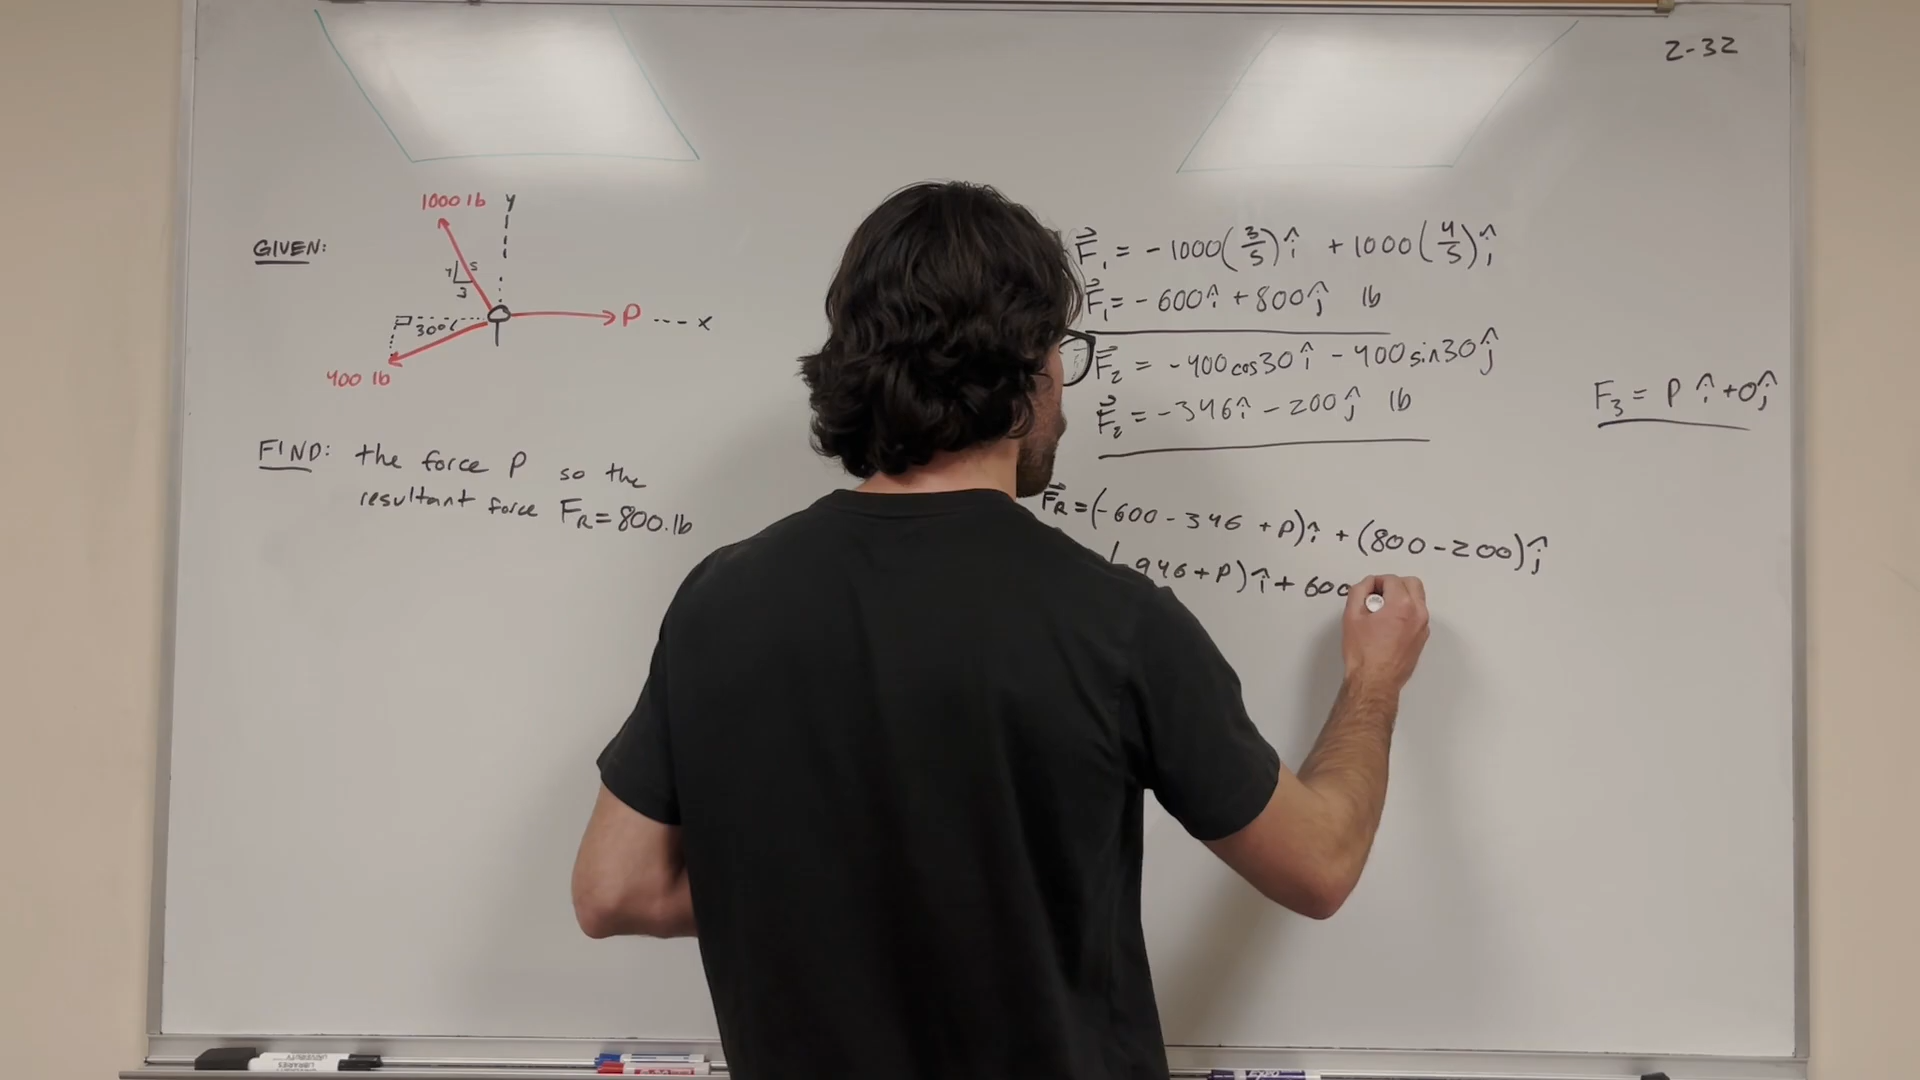 2-32
GIVEN:
1000 lb
y
4 5
3
30°
P --- x
400 lb
FIND: the force P so the
resultant force F_R = 800. lb
F⃗₁ = -1000(3/5)î + 1000(4/5)ĵ
F⃗₁ = -600î + 800ĵ lb
F⃗₂ = -400cos30î - 400sin30ĵ
F⃗₂ = -346î - 200ĵ lb
F₃ = Pî + 0ĵ
F⃗_R = (-600 - 346 + P)î + (800 - 200)ĵ
(-946 + P)î + 600